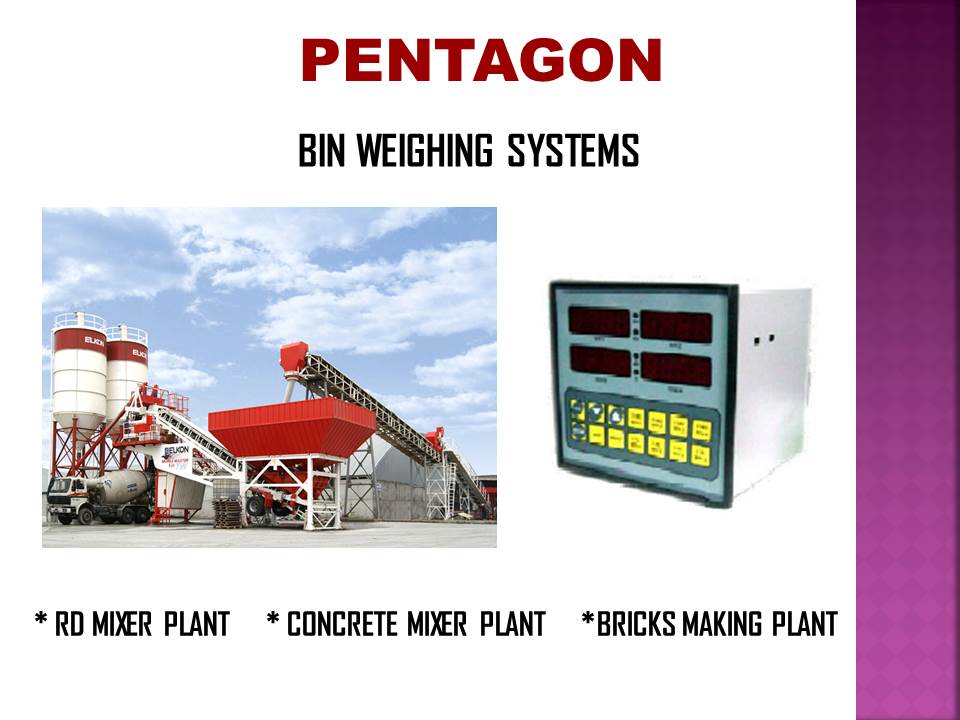 PENTAGON
BIN WEIGHING SYSTEMS
ELKON
ELKON
ELKON
* RD MIXER PLANT * CONCRETE MIXER PLANT *BRICKS MAKING PLANT